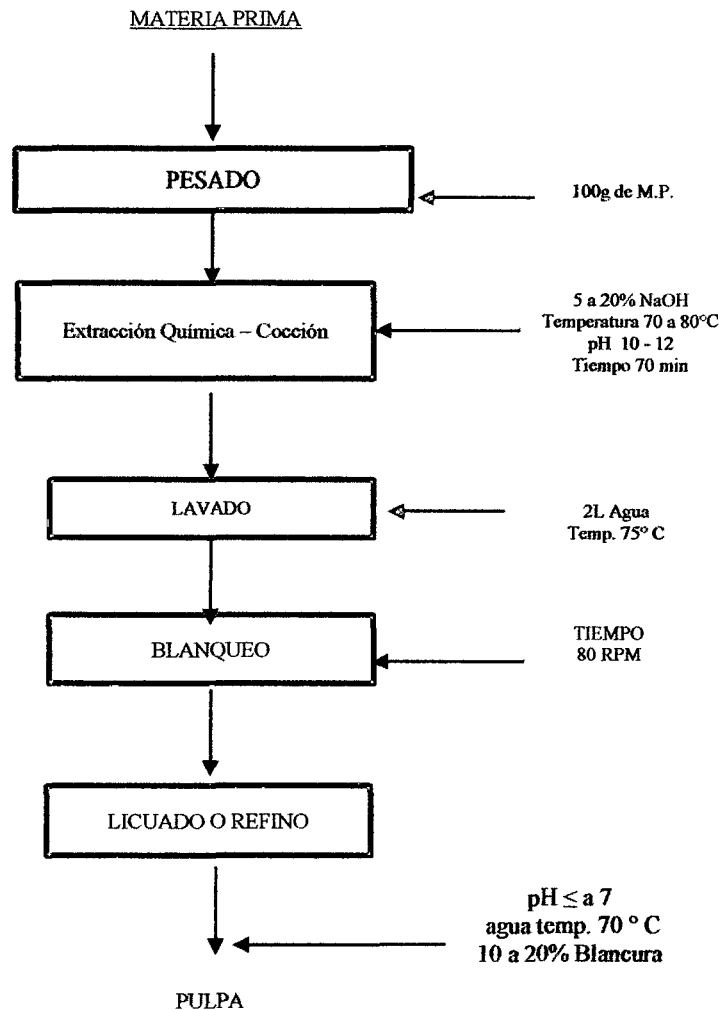 MATERIA PRIMA
PESADO
100g de M.P.
Extracción Química – Cocción
5 a 20% NaOH
Temperatura 70 a 80°C
pH 10 - 12
Tiempo 70 min
LAVADO
2L Agua
Temp. 75° C
BLANQUEO
TIEMPO
80 RPM
LICUADO O REFINO
pH ≤ a 7
agua temp. 70 ° C
10 a 20% Blancura
PULPA